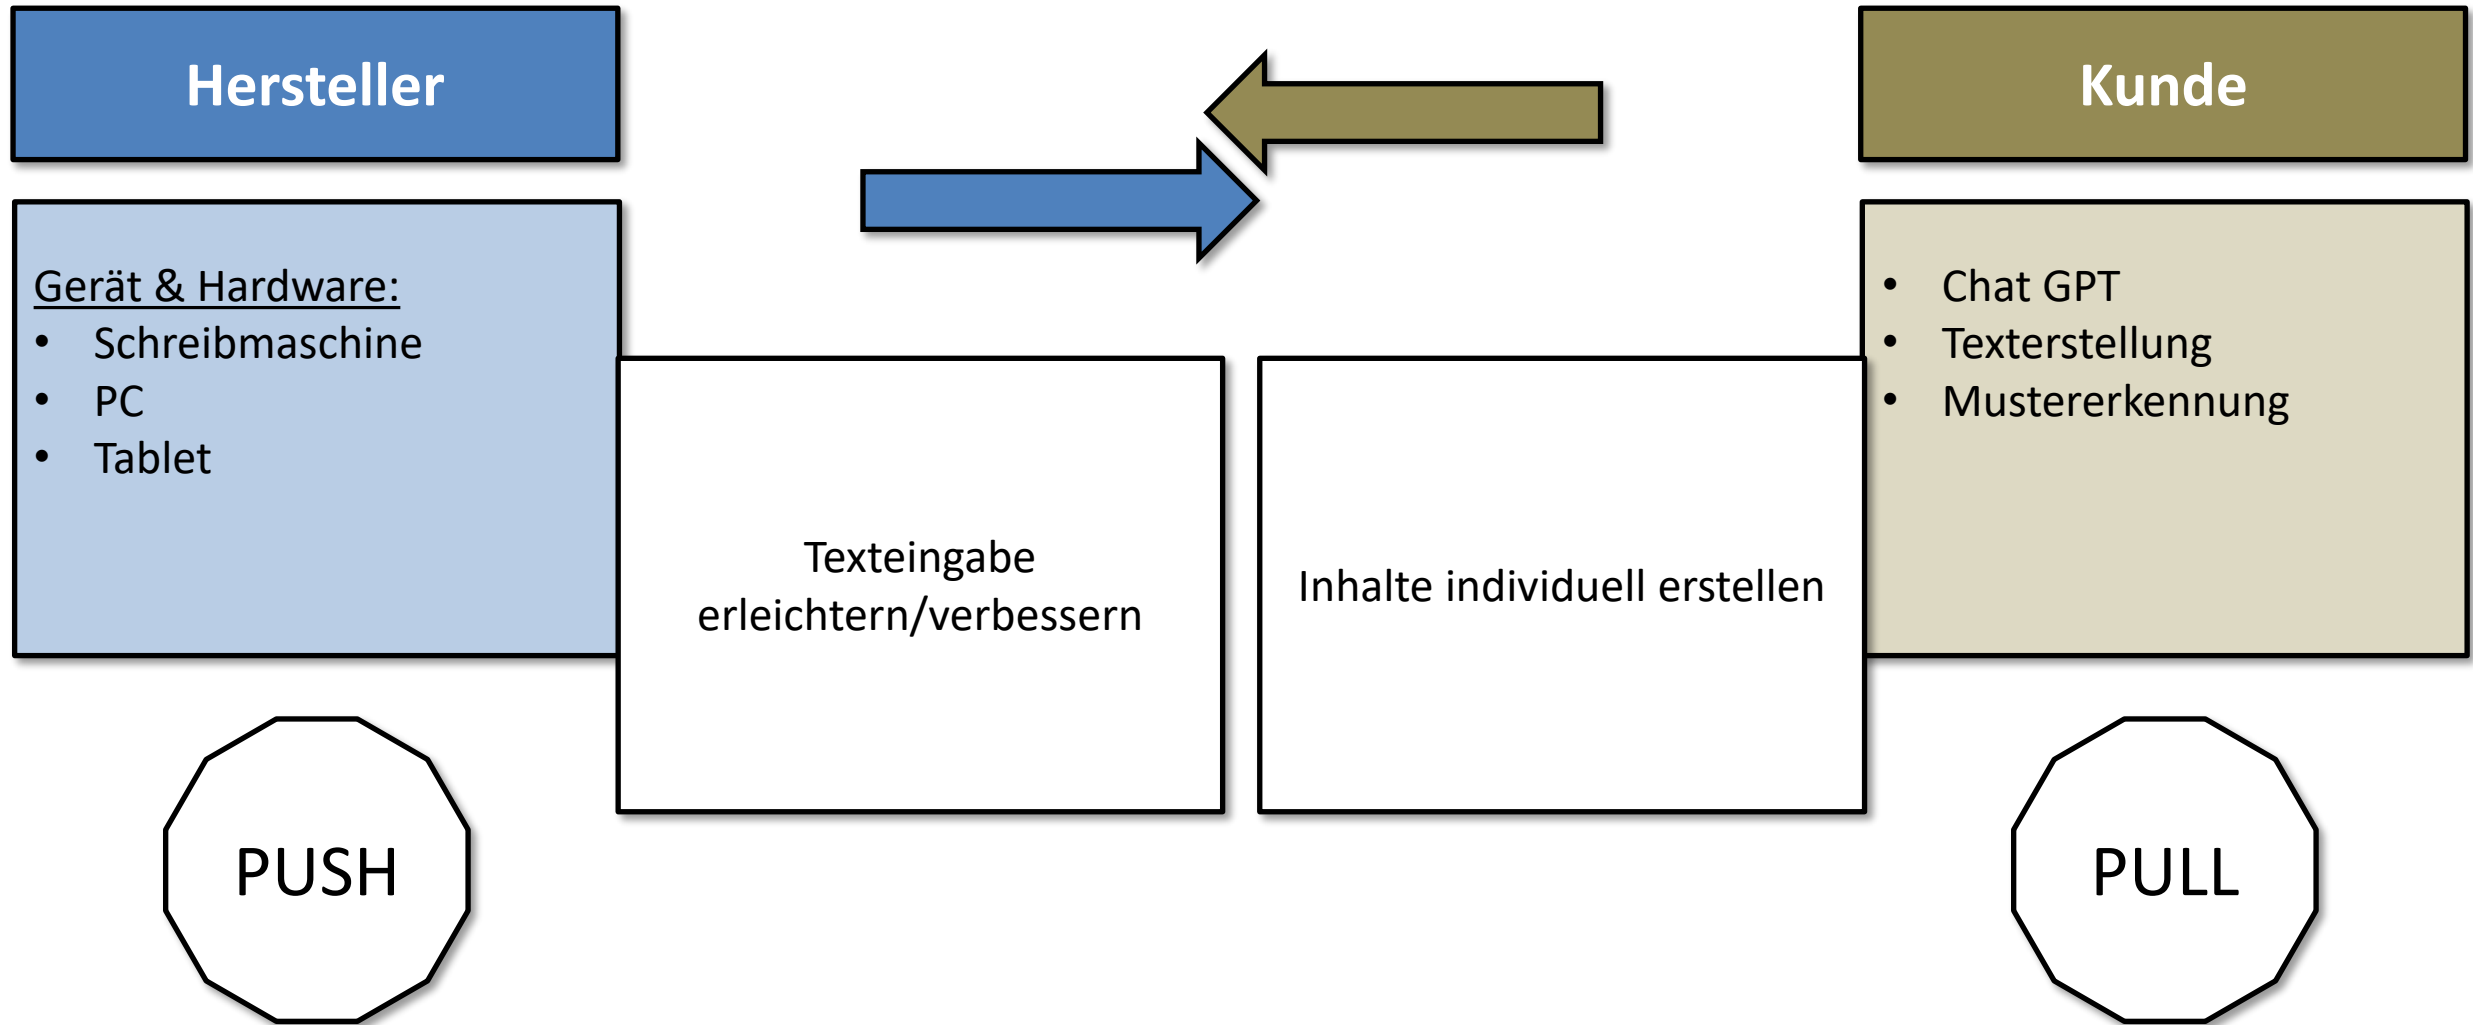 Hersteller
Kunde
Gerät & Hardware:
• Schreibmaschine
• PC
• Tablet
• Chat GPT
• Texterstellung
• Mustererkennung
Texteingabe
erleichtern/verbessern
Inhalte individuell erstellen
PUSH
PULL